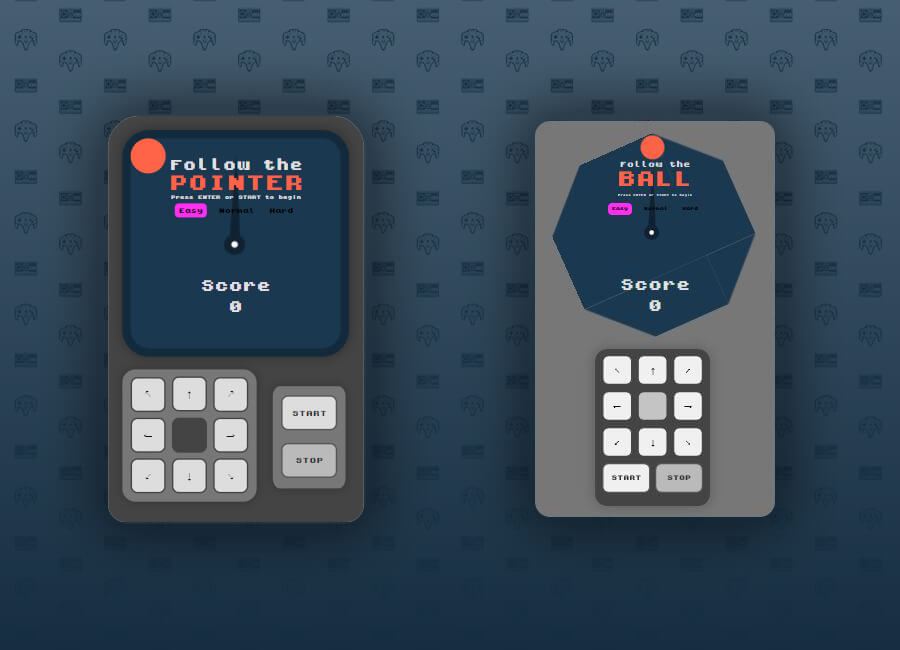 Follow the
POINTER
Press ENTER or START to begin
Easy Normal Hard
Score
0
↖ ↑ ↗
← →
↙ ↓ ↘
START
STOP
Follow the
BALL
Press ENTER or START to begin
Easy Normal Hard
Score
0
↖ ↑ ↗
← →
↙ ↓ ↘
START STOP